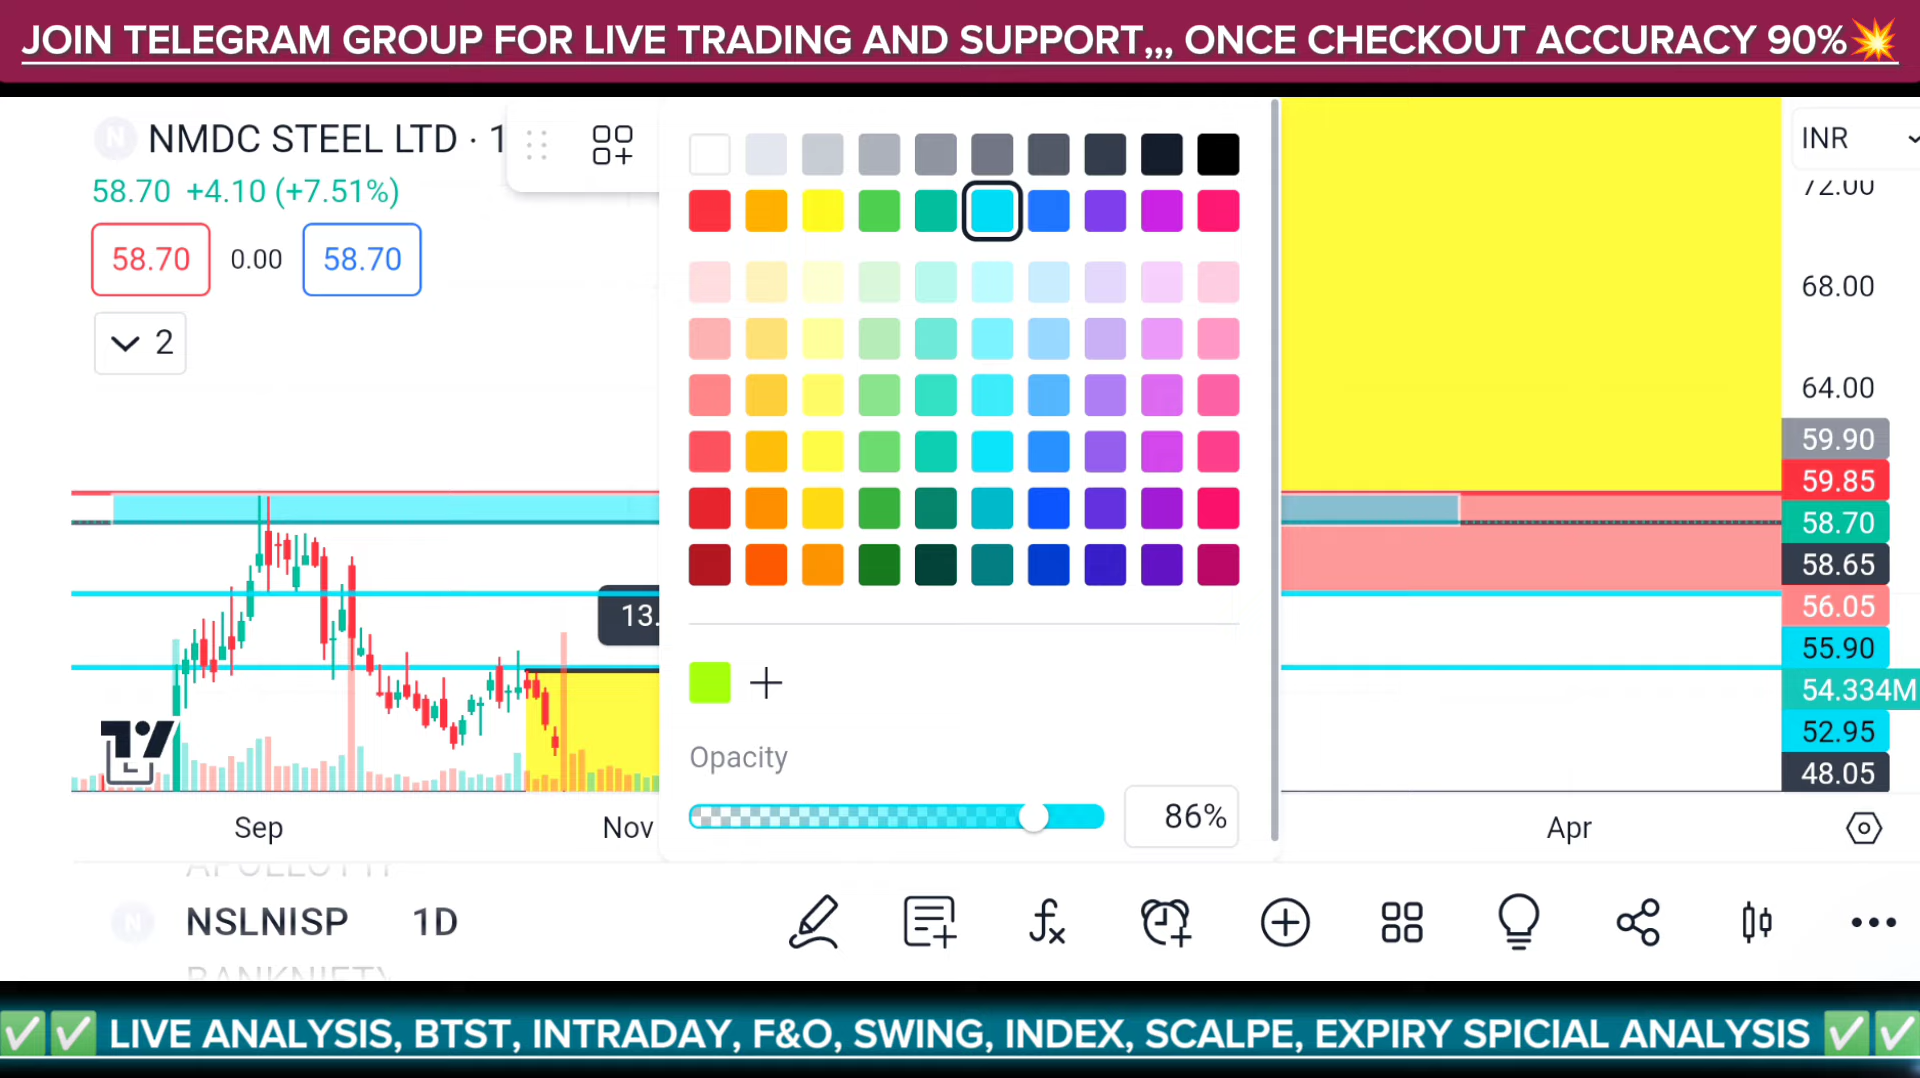 JOIN TELEGRAM GROUP FOR LIVE TRADING AND SUPPORT,,, ONCE CHECKOUT ACCURACY 90%💥
N NMDC STEEL LTD · 1
INR
58.70 +4.10 (+7.51%)
72.00
58.70 0.00 58.70
68.00
2
64.00
59.90
59.85
58.70
58.65
13.
56.05
55.90
54.334M
52.95
48.05
Opacity
86%
Sep Nov Apr
N NSLNISP 1D
BANKNIFTY
✅✅ LIVE ANALYSIS, BTST, INTRADAY, F&O, SWING, INDEX, SCALPE, EXPIRY SPICIAL ANALYSIS ✅✅